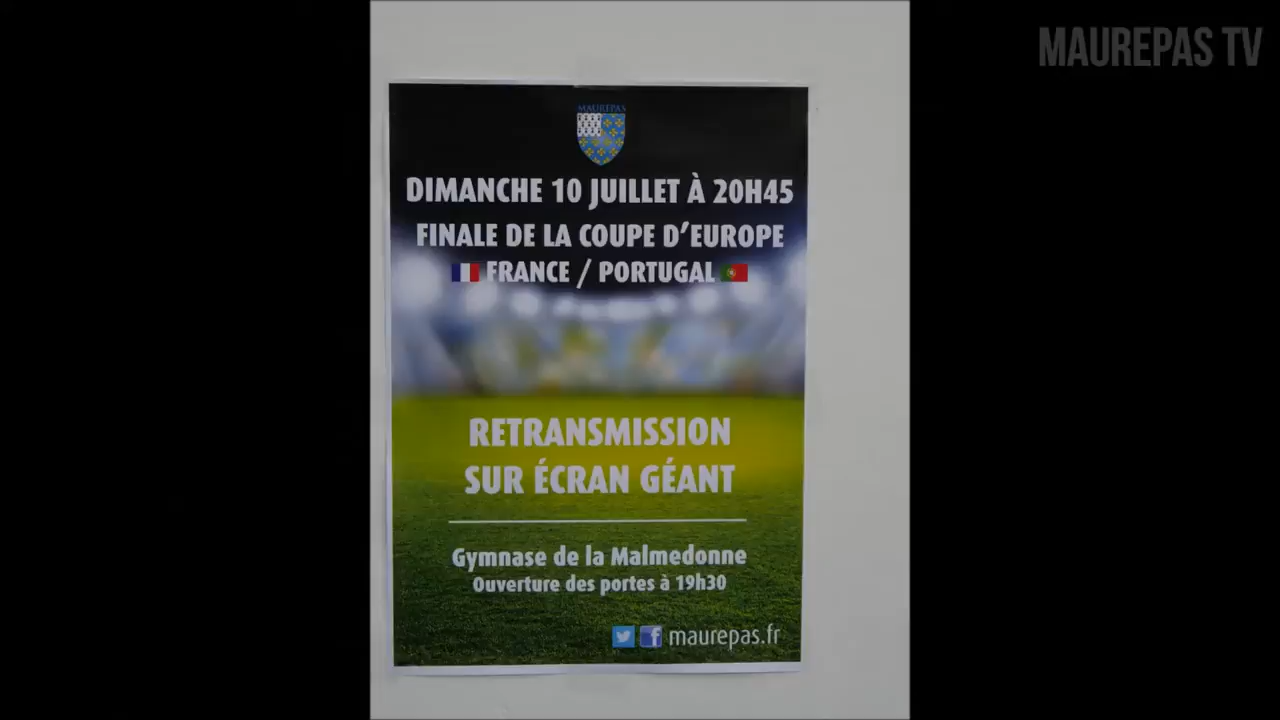 MAUREPAS TV
MAUREPAS
DIMANCHE 10 JUILLET À 20H45
FINALE DE LA COUPE D'EUROPE
FRANCE / PORTUGAL
RETRANSMISSION
SUR ÉCRAN GÉANT
Gymnase de la Malmedonne
Ouverture des portes à 19h30
maurepas.fr